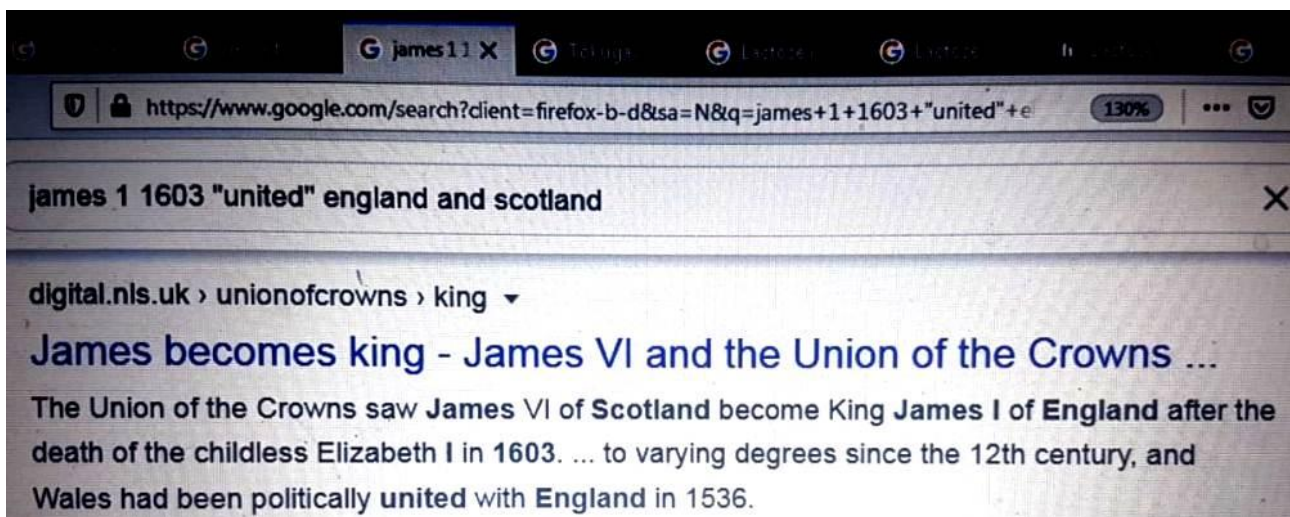 james 1 1
https://www.google.com/search?client=firefox-b-d&sa=N&q=james+1+1603+"united"+e
130%
james 1 1603 "united" england and scotland
digital.nls.uk › unionofcrowns › king
James becomes king - James VI and the Union of the Crowns ...
The Union of the Crowns saw James VI of Scotland become King James I of England after the
death of the childless Elizabeth I in 1603. ... to varying degrees since the 12th century, and
Wales had been politically united with England in 1536.